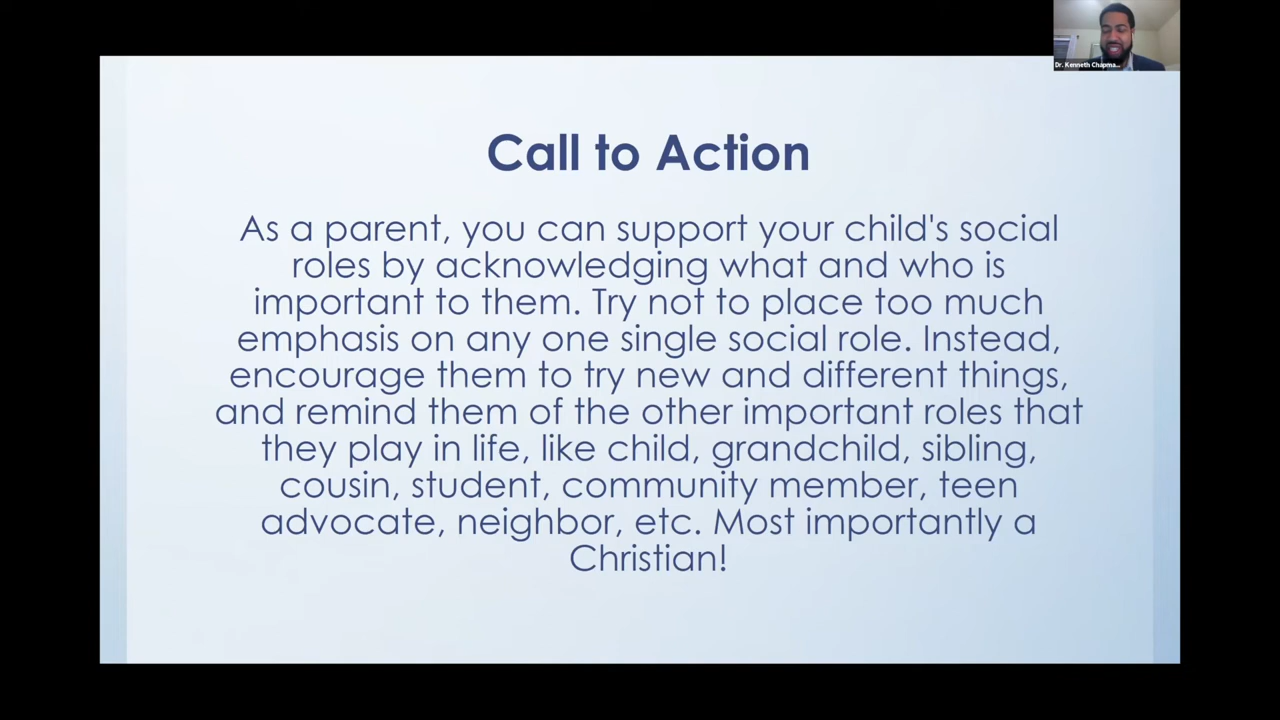 Dr. Kenneth Chapma...
Call to Action
As a parent, you can support your child's social
roles by acknowledging what and who is
important to them. Try not to place too much
emphasis on any one single social role. Instead,
encourage them to try new and different things,
and remind them of the other important roles that
they play in life, like child, grandchild, sibling,
cousin, student, community member, teen
advocate, neighbor, etc. Most importantly a
Christian!